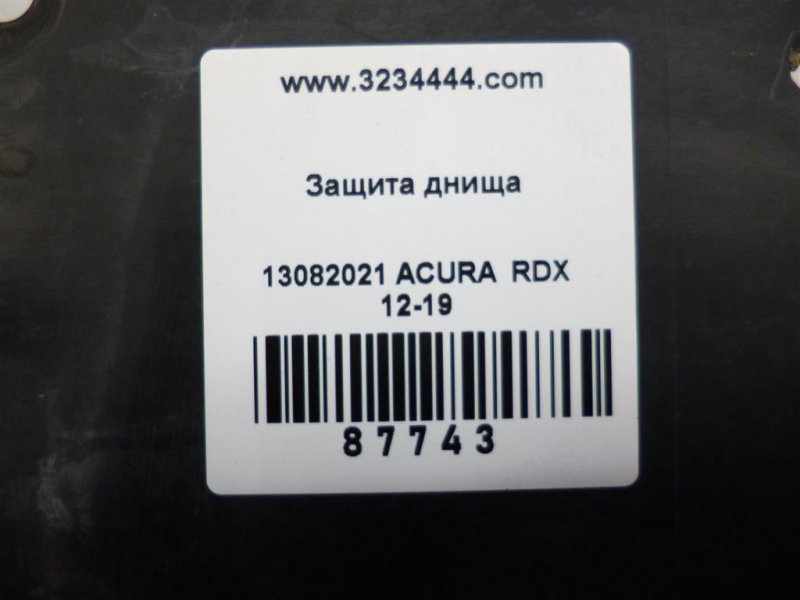 www.3234444.com
Защита днища
13082021 ACURA RDX
12-19
87743